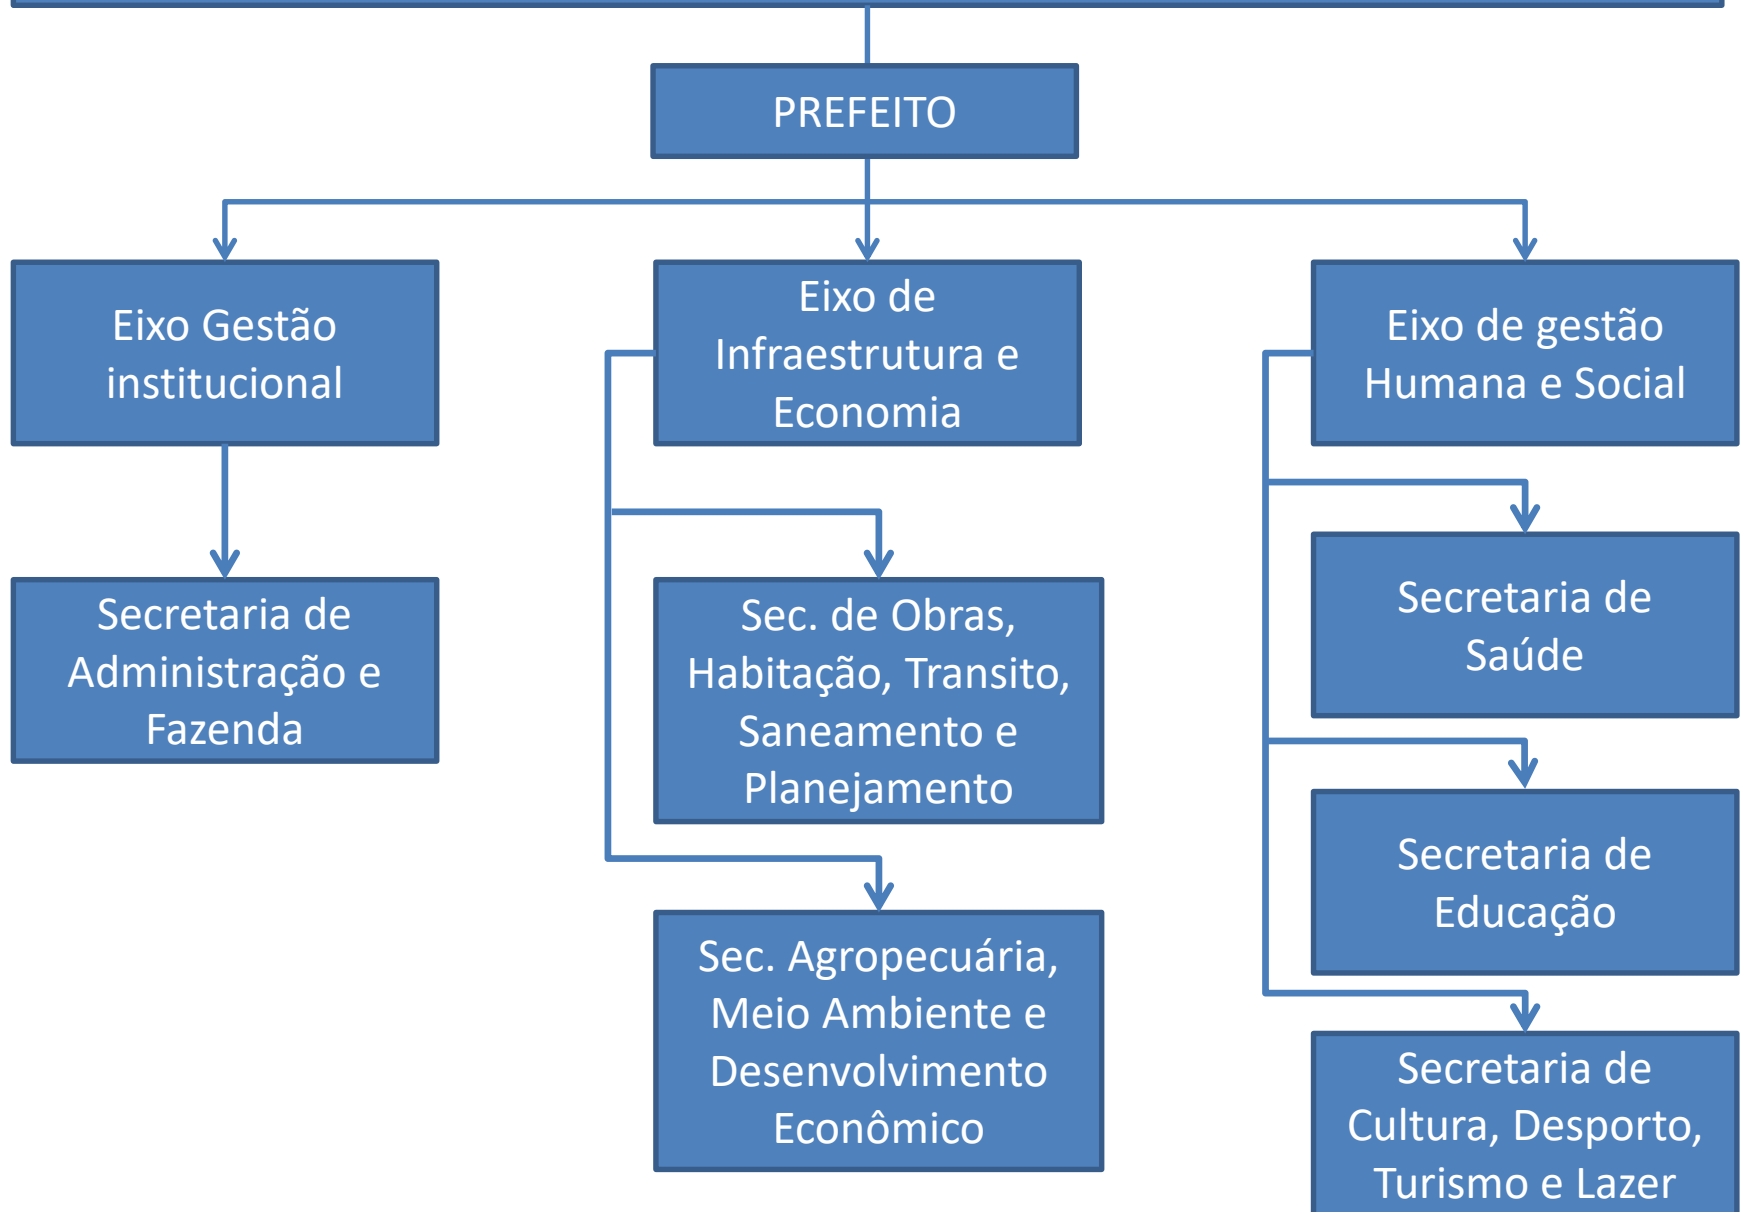 PREFEITO
Eixo Gestão
institucional
Eixo de
Infraestrutura e
Economia
Eixo de gestão
Humana e Social
Secretaria de
Administração e
Fazenda
Sec. de Obras,
Habitação, Transito,
Saneamento e
Planejamento
Sec. Agropecuária,
Meio Ambiente e
Desenvolvimento
Econômico
Secretaria de
Saúde
Secretaria de
Educação
Secretaria de
Cultura, Desporto,
Turismo e Lazer